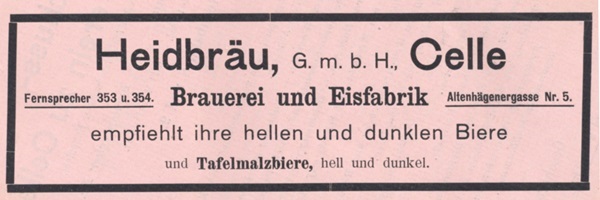 Heidbräu, G. m. b. H., Celle
Fernsprecher 353 u. 354. Brauerei und Eisfabrik Altenhägenergasse Nr. 5.
empfiehlt ihre hellen und dunklen Biere
und Tafelmalzbiere, hell und dunkel.